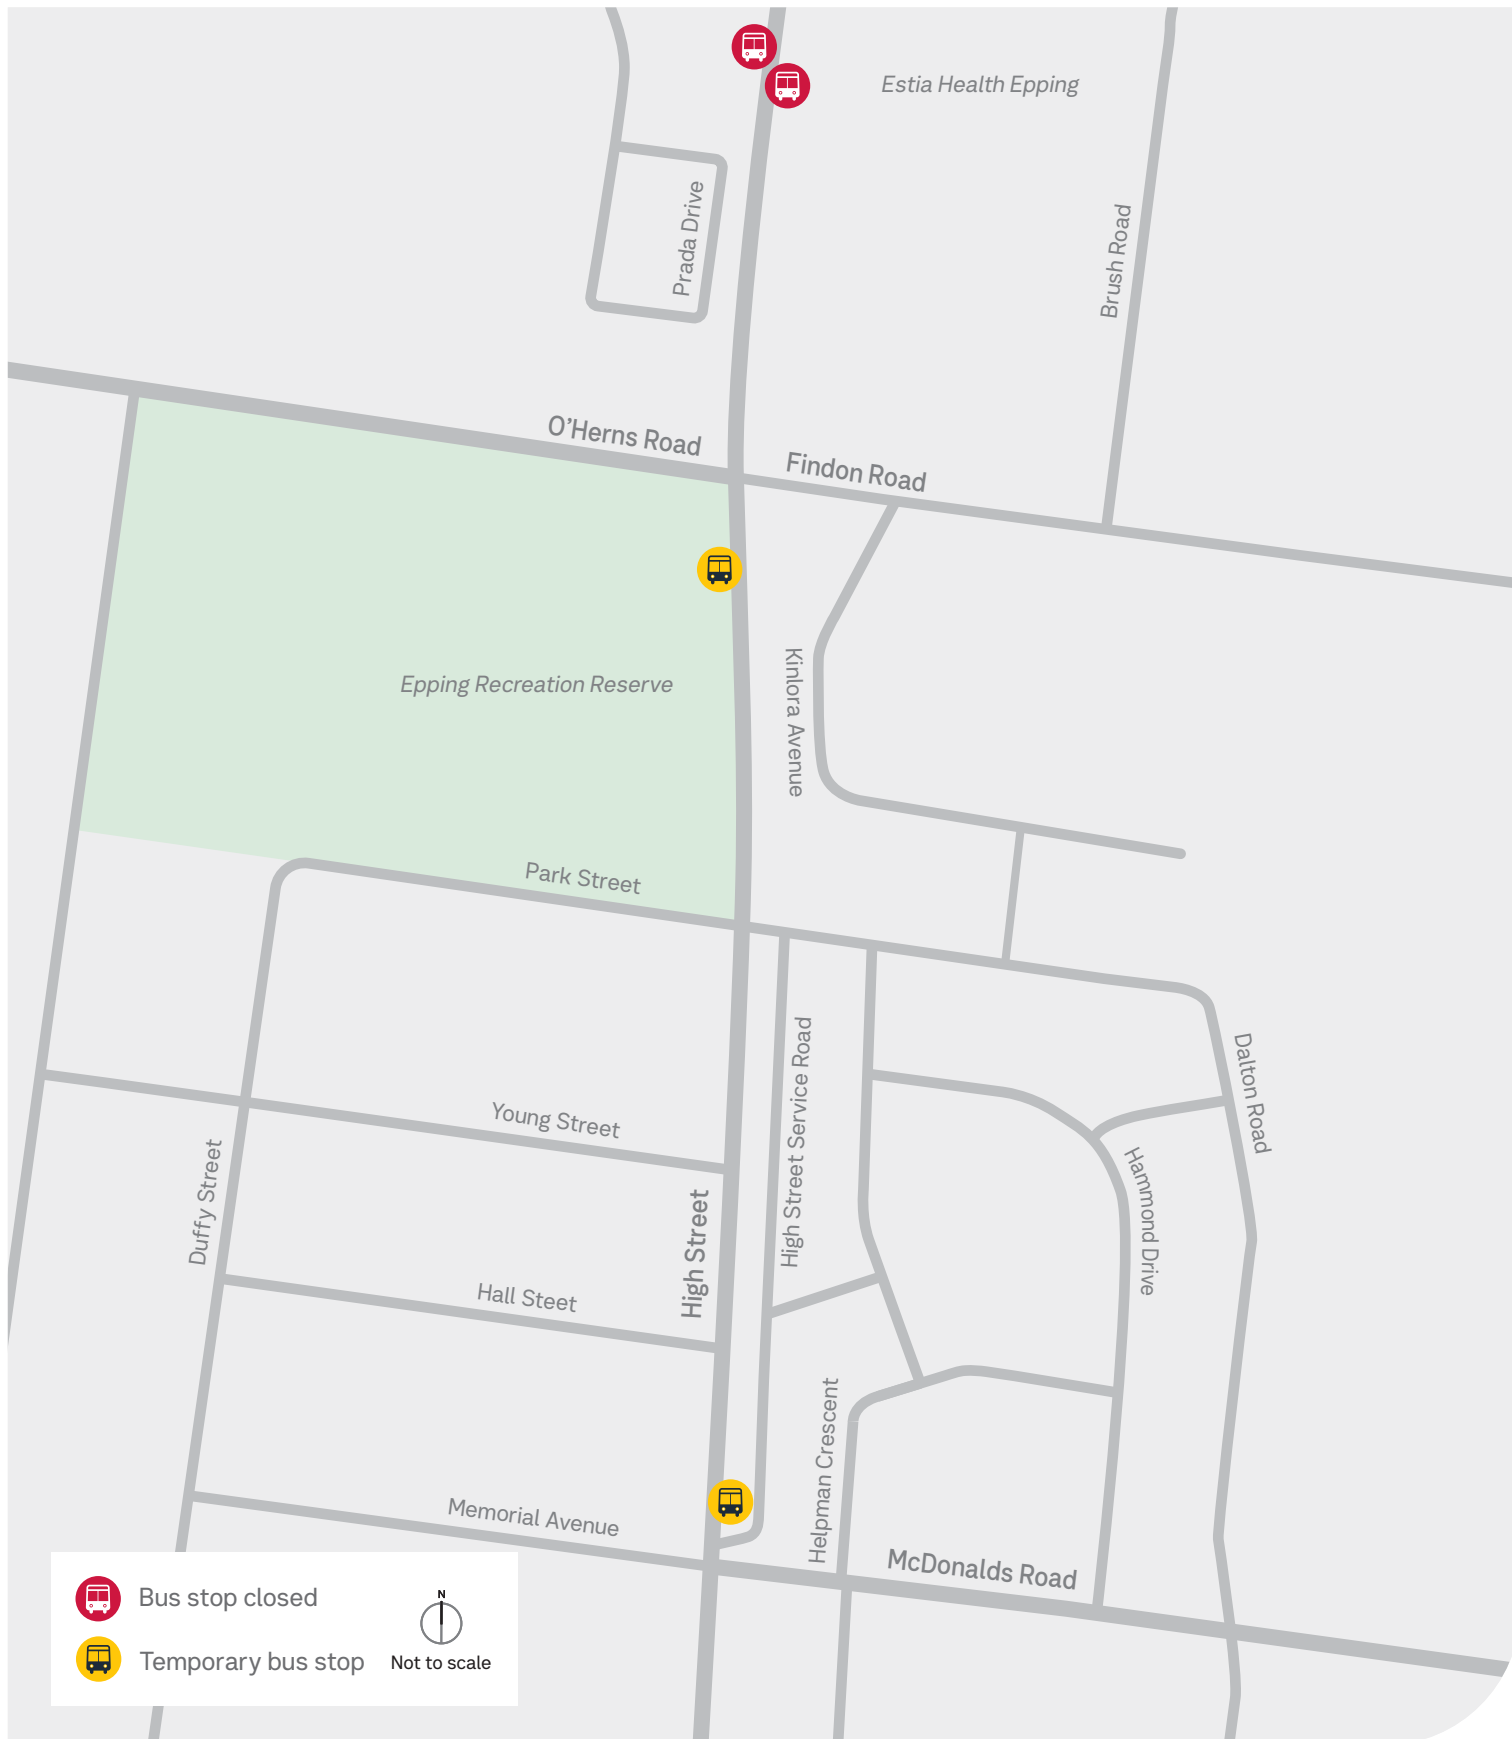 Estia Health Epping
Prada Drive
Brush Road
O’Herns Road
Findon Road
Epping Recreation Reserve
Kinlora Avenue
Park Street
High Street Service Road
Dalton Road
Young Street
Duffy Street
High Street
Hammond Drive
Hall Steet
Helpman Crescent
Memorial Avenue
McDonalds Road
Bus stop closed
Temporary bus stop
N
Not to scale